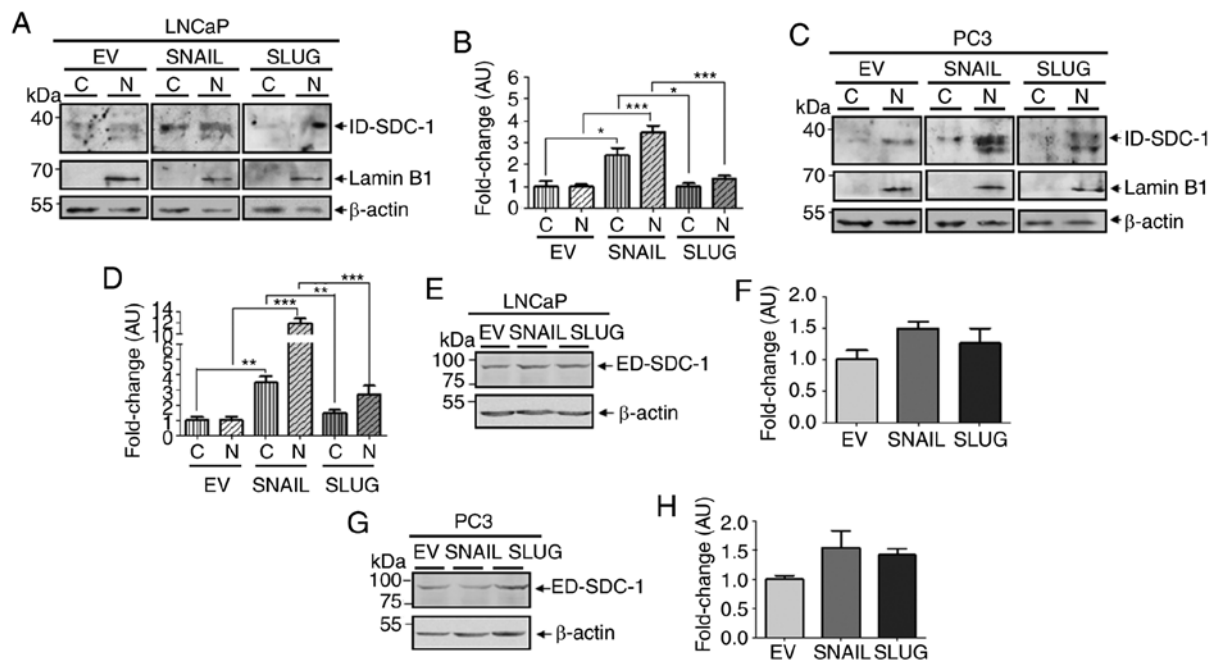 A
LNCaP
EV SNAIL SLUG
C N C N C N
kDa
40
ID-SDC-1
70
Lamin B1
55
β-actin
B
Fold-change (AU)
6
5
4
3
2
1
0
* *** * ***
C N C N C N
EV SNAIL SLUG
C
PC3
EV SNAIL SLUG
C N C N C N
kDa
40
ID-SDC-1
70
Lamin B1
55
β-actin
D
Fold-change (AU)
14
12
6
4
3
2
1
0
** *** ** ***
C N C N C N
EV SNAIL SLUG
E
LNCaP
kDa EV SNAIL SLUG
100
ED-SDC-1
75
55
β-actin
F
Fold-change (AU)
2.0
1.5
1.0
0.5
0.0
EV SNAIL SLUG
G
PC3
kDa EV SNAIL SLUG
100
ED-SDC-1
75
55
β-actin
H
Fold-change (AU)
2.0
1.5
1.0
0.5
0.0
EV SNAIL SLUG